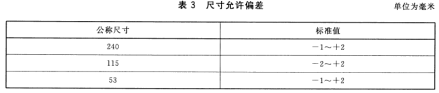 表 3 尺寸允许偏差 单位为毫米
公称尺寸 标准值
240 －1～＋2
115 －2～＋2
53 －1～＋2